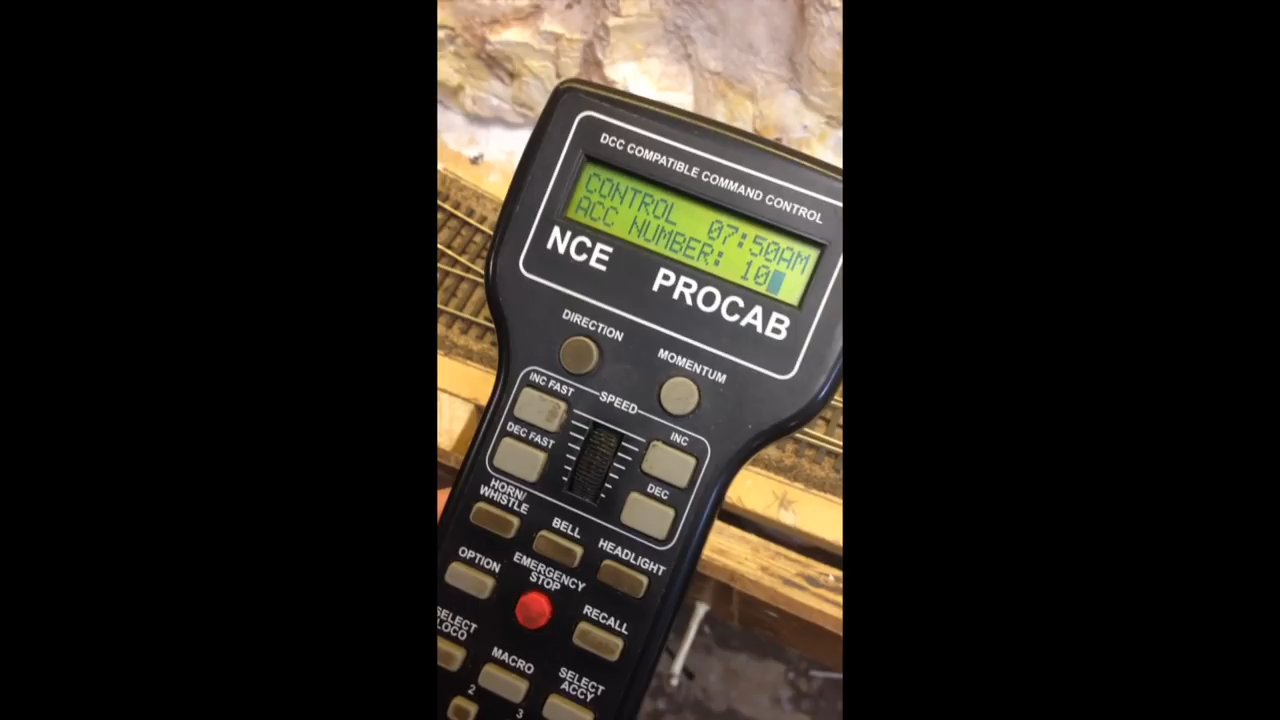 DCC COMPATIBLE COMMAND CONTROL
CONTROL 07:50AM
ACC NUMBER: 10
NCE PROCAB
DIRECTION
MOMENTUM
INC FAST
SPEED
INC
DEC FAST
DEC
HORN/
WHISTLE
BELL
HEADLIGHT
OPTION
EMERGENCY
STOP
RECALL
SELECT
LOCO
MACRO
SELECT
ACCY
2
3